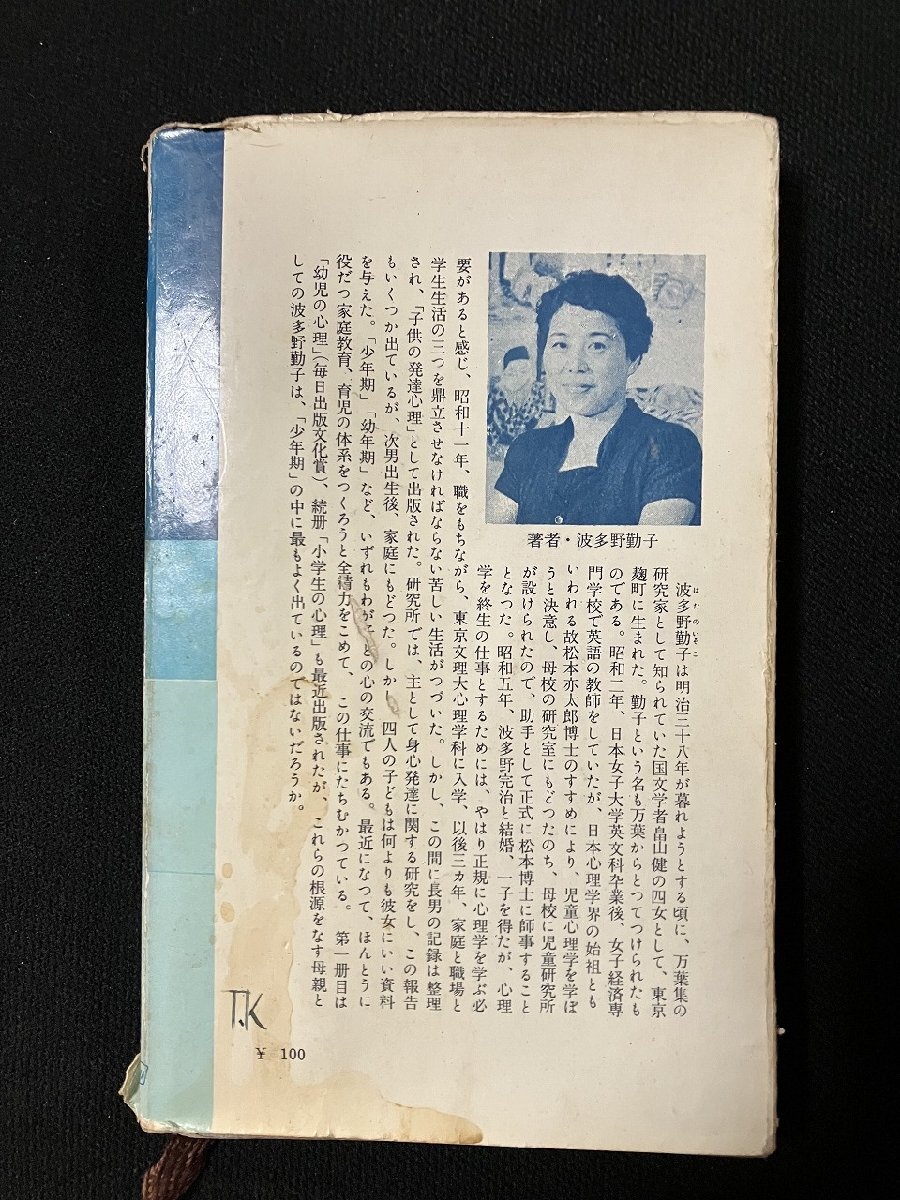 著者・波多野勤子
波多野勤子は明治三十八年が暮れようとする頃に、万葉集の
はたのいそこ
研究家として知られていた国文学者畠山健の四女として、東京
麹町に生まれた。勤子という名も万葉からとつてつけられたも
のである。昭和二年、日本女子大学英文科卒業後、女子経済専
門学校で英語の教師をしていたが、日本心理学界の始祖とも
いわれる故松本亦太郎博士のすすめにより、児童心理学を学ぼ
うと決意し、母校の研究室にもどつたのち、母校に児童研究所
が設けられたので、助手として正式に松本博士に師事すること
となつた。昭和五年、波多野完治と結婚、一子を得たが、心理
学を終生の仕事とするためには、やはり正規に心理学を学ぶ必
要があると感じ、昭和十一年、職をもちながら、東京文理大心理学科に入学、以後三カ年、家庭と職場と
学生生活の三つを鼎立させなければならない苦しい生活がつづいた。しかし、この間に長男の記録は整理
され、「子供の発達心理」として出版された。研究所では、主として身心発達に関する研究をし、この報告
もいくつか出ているが、次男出生後、家庭にもどつた。しかし、四人の子どもは何よりも彼女にいい資料
を与えた。「少年期」「幼年期」など、いずれもわが子との心の交流でもある。最近になつて、ほんとうに
役だつ家庭教育、育児の体系をつくろうと全精力をこめて、この仕事にたちむかつている。第一冊目は
「幼児の心理」（毎日出版文化賞）、続册「小学生の心理」も最近出版されたが、これらの根源をなす母親と
しての波多野勤子は、「少年期」の中に最もよく出ているのではないだろうか。
T.K
￥ 100